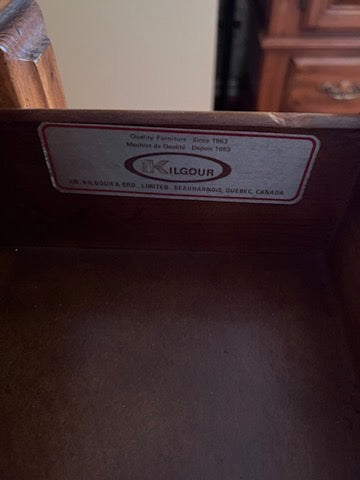 Quality Furniture - Since 1863
Meubles de Qualité - Depuis 1863
KILGOUR
J.W. KILGOUR & BRO., LIMITED. BEAUHARNOIS, QUEBEC, CANADA